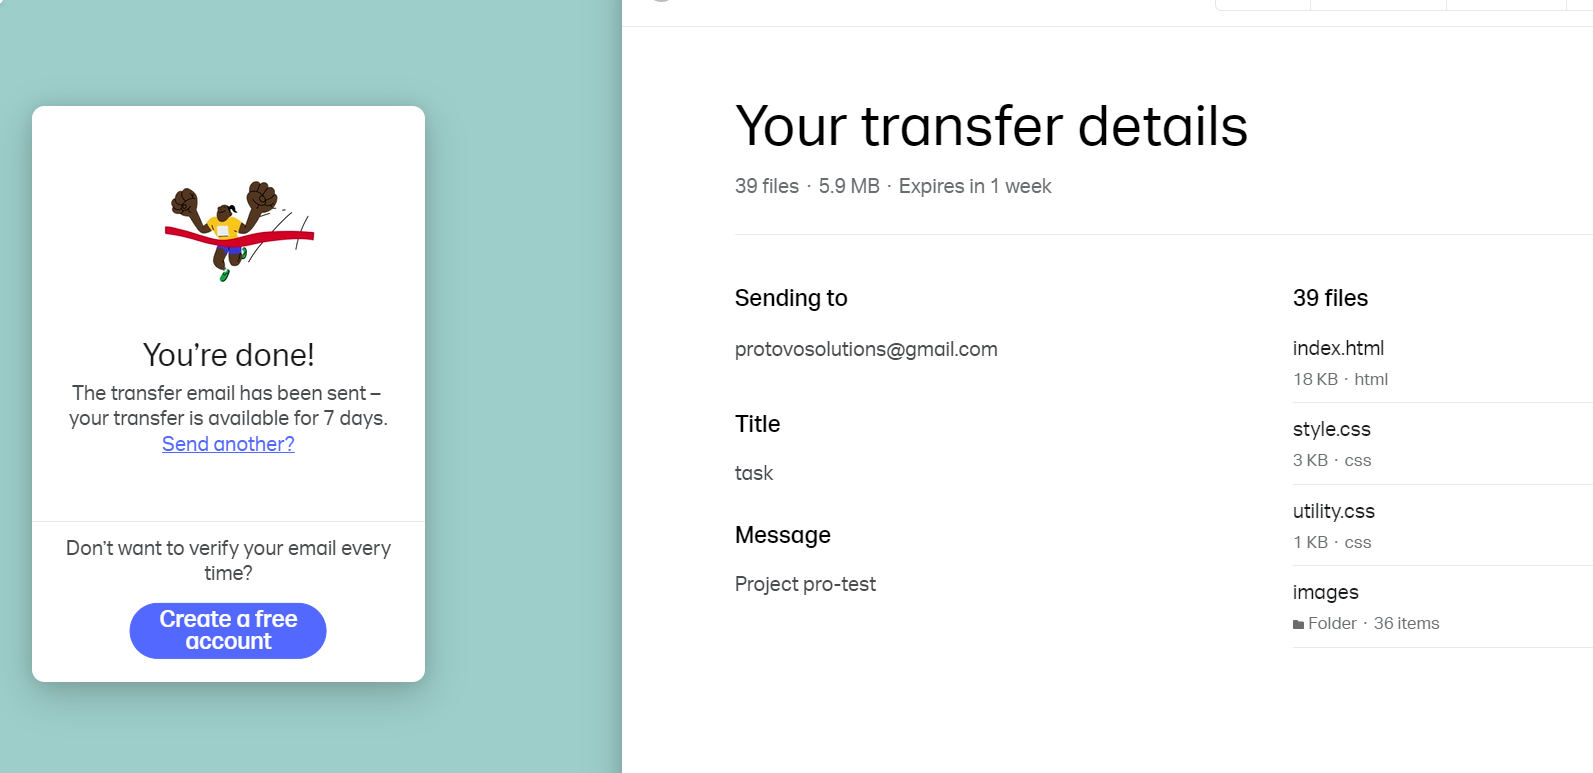 You're done!
The transfer email has been sent –
your transfer is available for 7 days.
Send another?
Don't want to verify your email every
time?
Create a free
account
Your transfer details
39 files · 5.9 MB · Expires in 1 week
Sending to
protovosolutions@gmail.com
Title
task
Message
Project pro-test
39 files
index.html
18 KB · html
style.css
3 KB · css
utility.css
1 KB · css
images
Folder · 36 items